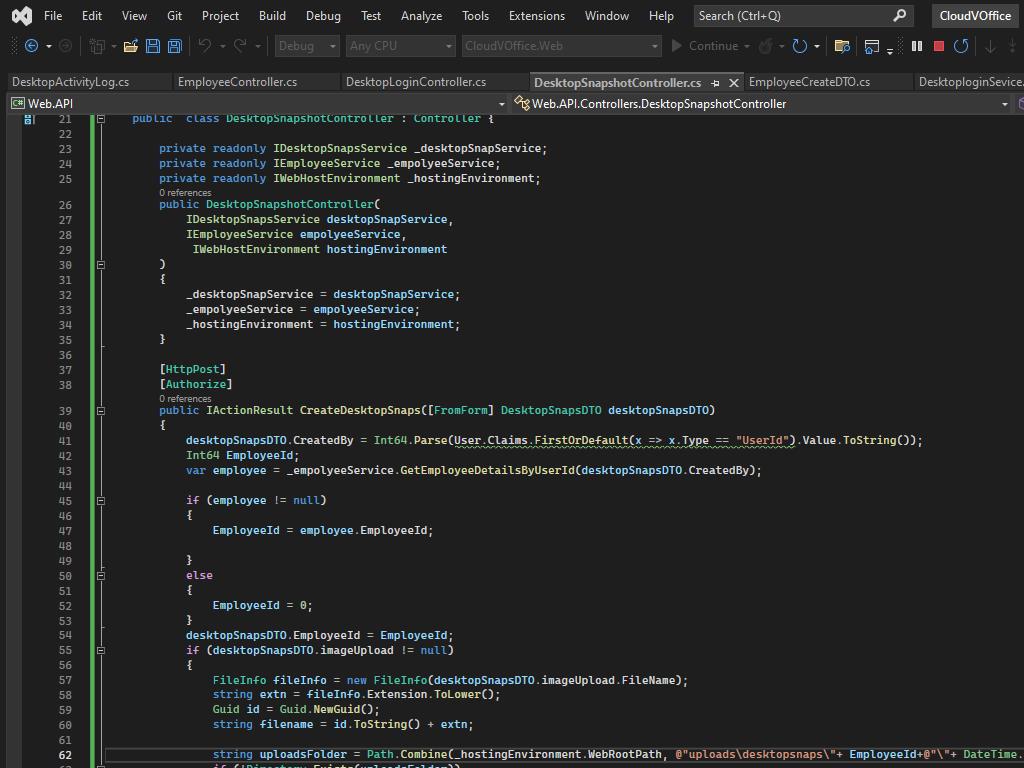 File Edit View Git Project Build Debug Test Analyze Tools Extensions Window Help Search (Ctrl+Q) CloudVOffice
Debug Any CPU CloudVOffice.Web Continue
DesktopActivityLog.cs EmployeeController.cs DesktopLoginController.cs DesktopSnapshotController.cs EmployeeCreateDTO.cs DesktoploginSevice.
C# Web.API Web.API.Controllers.DesktopSnapshotController
21 public class DesktopSnapshotController : Controller {
22
23 private readonly IDesktopSnapsService _desktopSnapService;
24 private readonly IEmployeeService _empolyeeService;
25 private readonly IWebHostEnvironment _hostingEnvironment;
0 references
26 public DesktopSnapshotController(
27 IDesktopSnapsService desktopSnapService,
28 IEmployeeService empolyeeService,
29 IWebHostEnvironment hostingEnvironment
30 )
31 {
32 _desktopSnapService = desktopSnapService;
33 _empolyeeService = empolyeeService;
34 _hostingEnvironment = hostingEnvironment;
35 }
36
37 [HttpPost]
38 [Authorize]
0 references
39 public IActionResult CreateDesktopSnaps([FromForm] DesktopSnapsDTO desktopSnapsDTO)
40 {
41 desktopSnapsDTO.CreatedBy = Int64.Parse(User.Claims.FirstOrDefault(x => x.Type == "UserId").Value.ToString());
42 Int64 EmployeeId;
43 var employee = _empolyeeService.GetEmployeeDetailsByUserId(desktopSnapsDTO.CreatedBy);
44
45 if (employee != null)
46 {
47 EmployeeId = employee.EmployeeId;
48
49 }
50 else
51 {
52 EmployeeId = 0;
53 }
54 desktopSnapsDTO.EmployeeId = EmployeeId;
55 if (desktopSnapsDTO.imageUpload != null)
56 {
57 FileInfo fileInfo = new FileInfo(desktopSnapsDTO.imageUpload.FileName);
58 string extn = fileInfo.Extension.ToLower();
59 Guid id = Guid.NewGuid();
60 string filename = id.ToString() + extn;
61
62 string uploadsFolder = Path.Combine(_hostingEnvironment.WebRootPath, @"uploads\desktopsnaps\"+ EmployeeId+@"\"+ DateTime.
63 if (!Directory.Exists(uploadsFolder))